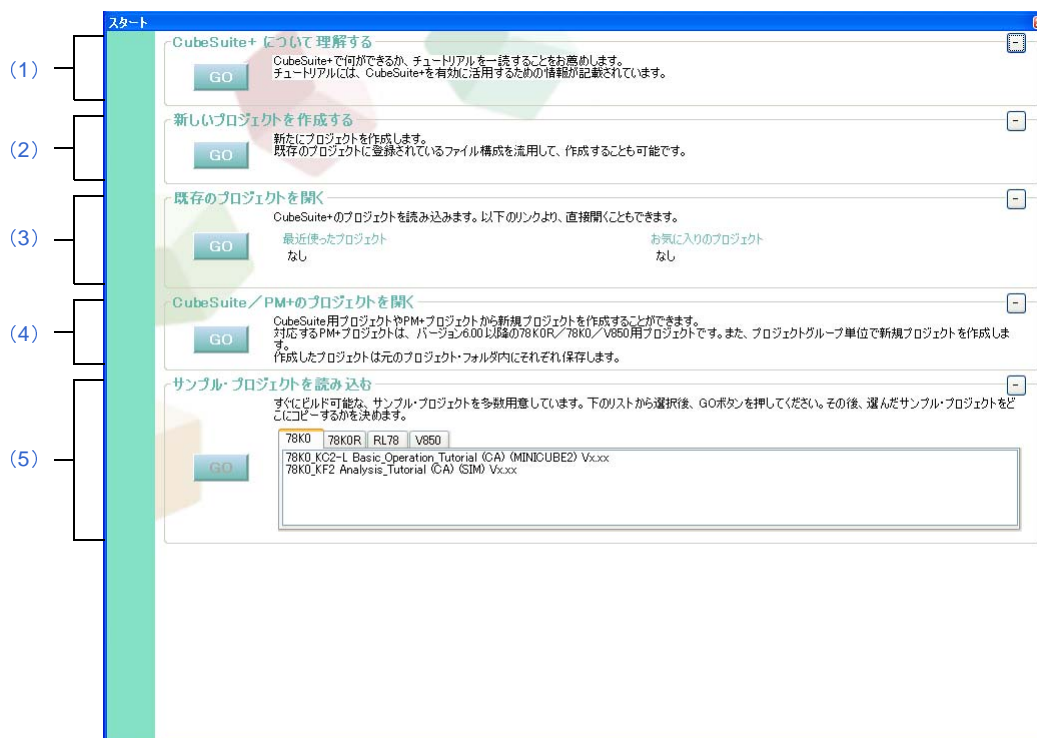 スタート
(1)
CubeSuite+ について理解する
GO
CubeSuite+で何ができるか、チュートリアルを一読することをお薦めします。
チュートリアルには、CubeSuite+を有効に活用するための情報が記載されています。
(2)
新しいプロジェクトを作成する
GO
新たにプロジェクトを作成します。
既存のプロジェクトに登録されているファイル構成を流用して、作成することも可能です。
(3)
既存のプロジェクトを開く
GO
CubeSuite+のプロジェクトを読み込みます。以下のリンクより、直接開くこともできます。
最近使ったプロジェクト
なし
お気に入りのプロジェクト
なし
(4)
CubeSuite/PM+のプロジェクトを開く
GO
CubeSuite用プロジェクトやPM+プロジェクトから新規プロジェクトを作成することができます。
対応するPM+プロジェクトは、バージョン6.00以降の78K0R/78K0/V850用プロジェクトです。また、プロジェクトグループ単位で新規プロジェクトを作成しま
す。
作成したプロジェクトは元のプロジェクト・フォルダ内にそれぞれ保存します。
(5)
サンプル・プロジェクトを読み込む
GO
すぐにビルド可能な、サンプル・プロジェクトを多数用意しています。下のリストから選択後、GOボタンを押してください。その後、選んだサンプル・プロジェクトをど
こにコピーするかを決めます。
78K0 78K0R RL78 V850
78K0_KC2-L Basic_Operation_Tutorial (CA) (MINICUBE2) Vx.xx
78K0_KF2 Analysis_Tutorial (CA) (SIM) Vx.xx